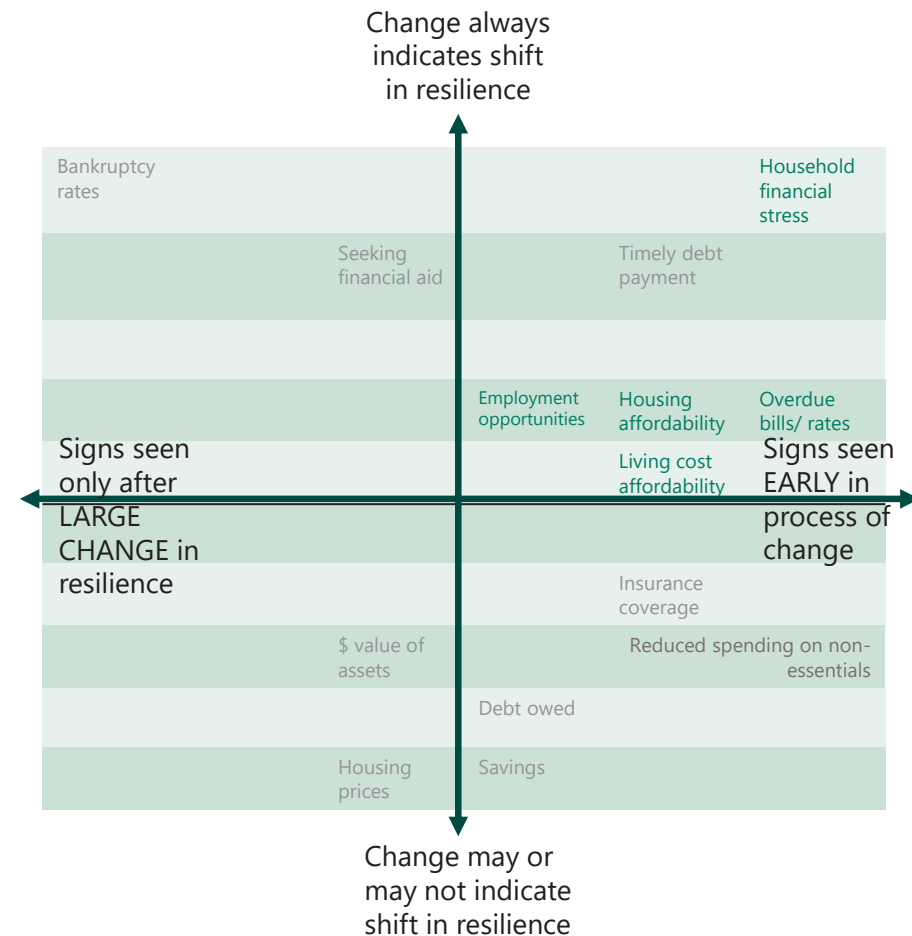 Change always
indicates shift
in resilience
Bankruptcy
rates
Household
financial
stress
Seeking
financial aid
Timely debt
payment
Employment
opportunities
Housing
affordability
Overdue
bills/ rates
Signs seen
only after
LARGE
CHANGE in
resilience
Living cost
affordability
Signs seen
EARLY in
process of
change
Insurance
coverage
$ value of
assets
Reduced spending on non-
essentials
Debt owed
Housing
prices
Savings
Change may or
may not indicate
shift in resilience